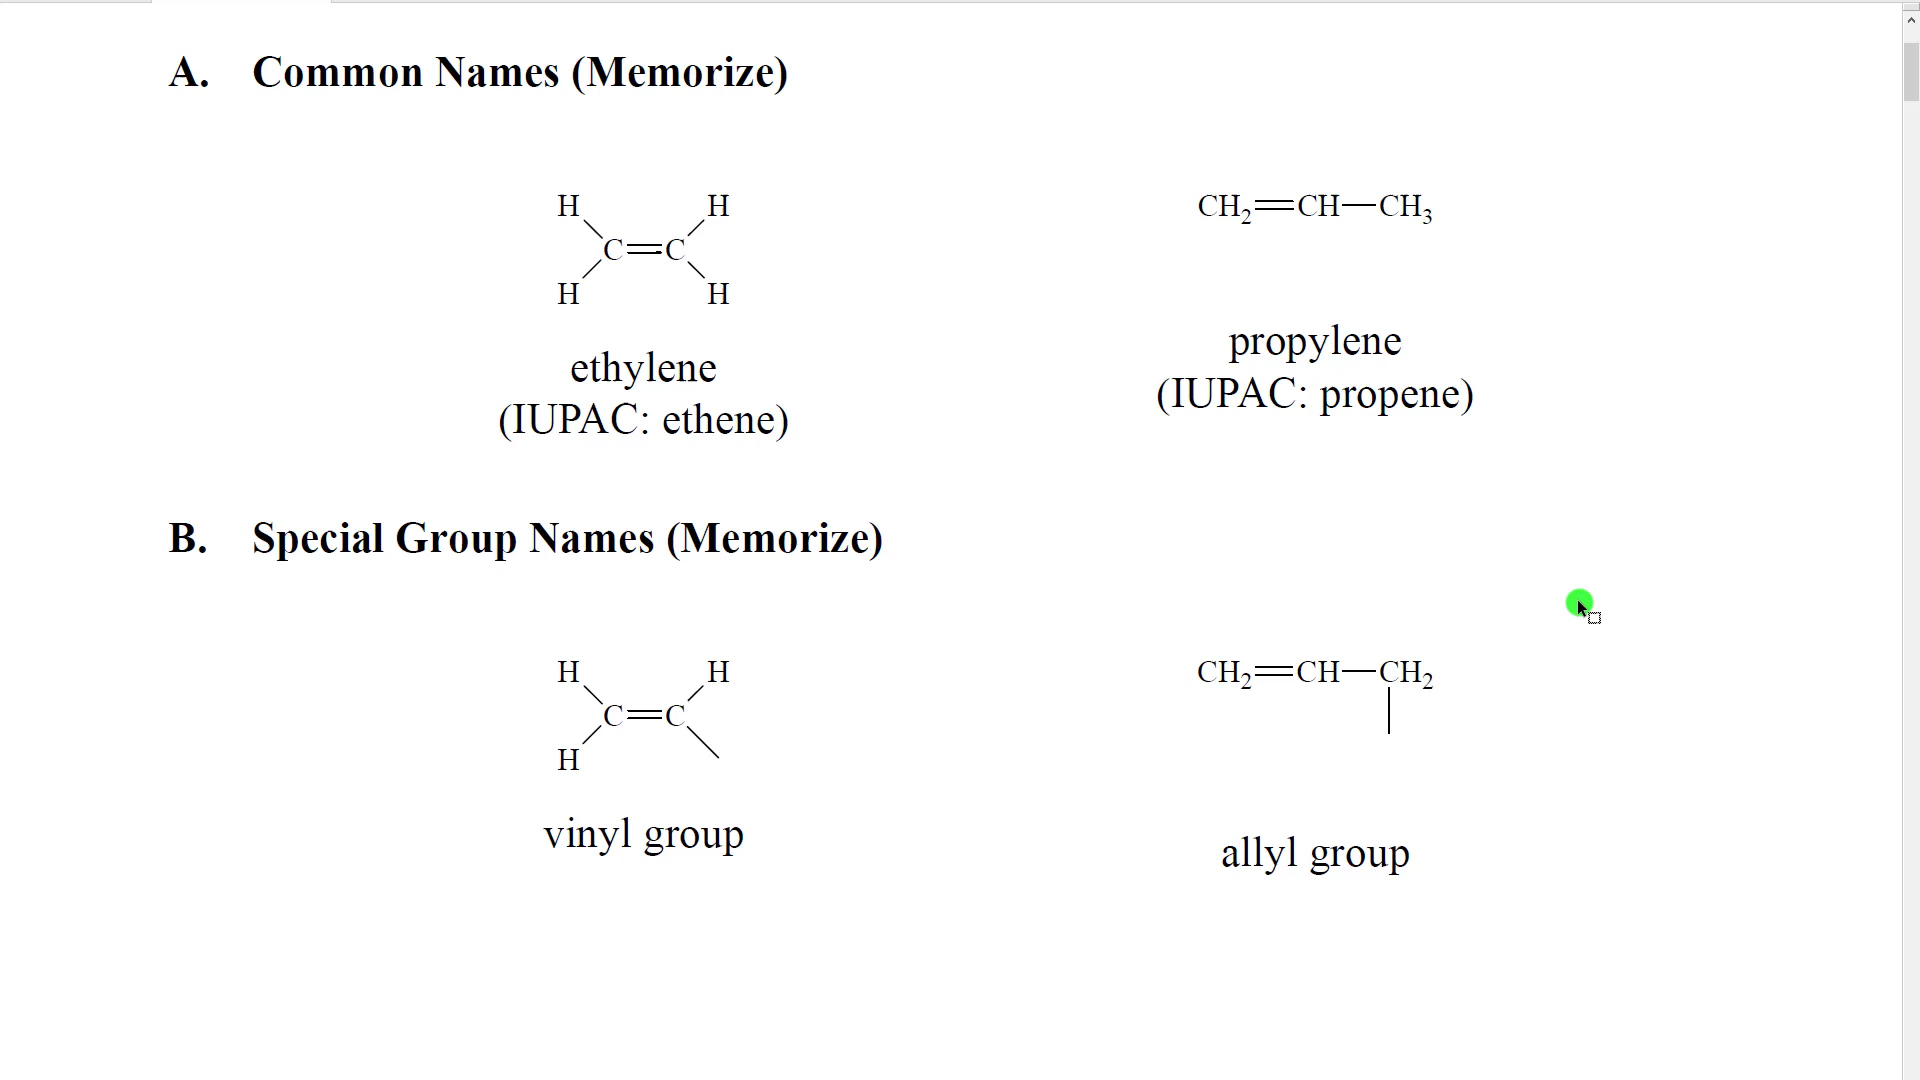 A. Common Names (Memorize)
H H
C=C
H H
CH₂=CH—CH₃
ethylene
(IUPAC: ethene)
propylene
(IUPAC: propene)
B. Special Group Names (Memorize)
H H
C=C
H
CH₂=CH—CH₂
vinyl group
allyl group